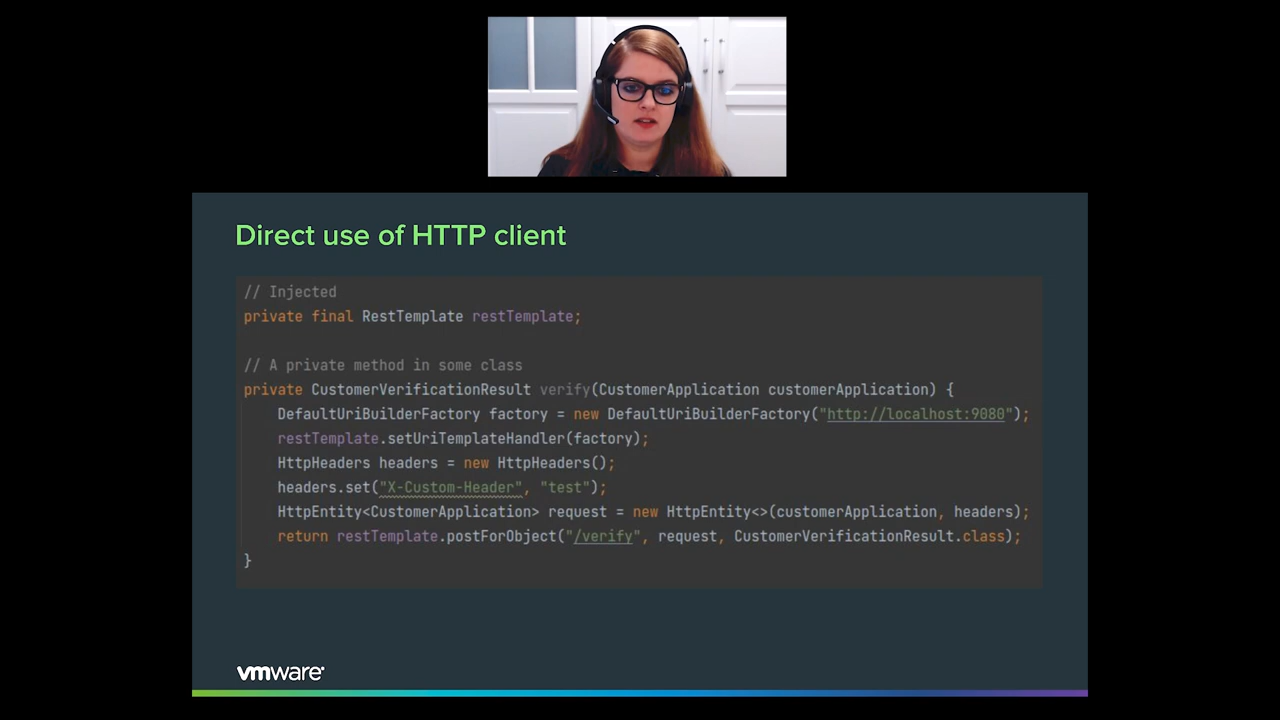 Direct use of HTTP client
// Injected
private final RestTemplate restTemplate;
// A private method in some class
private CustomerVerificationResult verify(CustomerApplication customerApplication) {
DefaultUriBuilderFactory factory = new DefaultUriBuilderFactory("http://localhost:9080");
restTemplate.setUriTemplateHandler(factory);
HttpHeaders headers = new HttpHeaders();
headers.set("X-Custom-Header", "test");
HttpEntity<CustomerApplication> request = new HttpEntity<>(customerApplication, headers);
return restTemplate.postForObject("/verify", request, CustomerVerificationResult.class);
}
vmware®